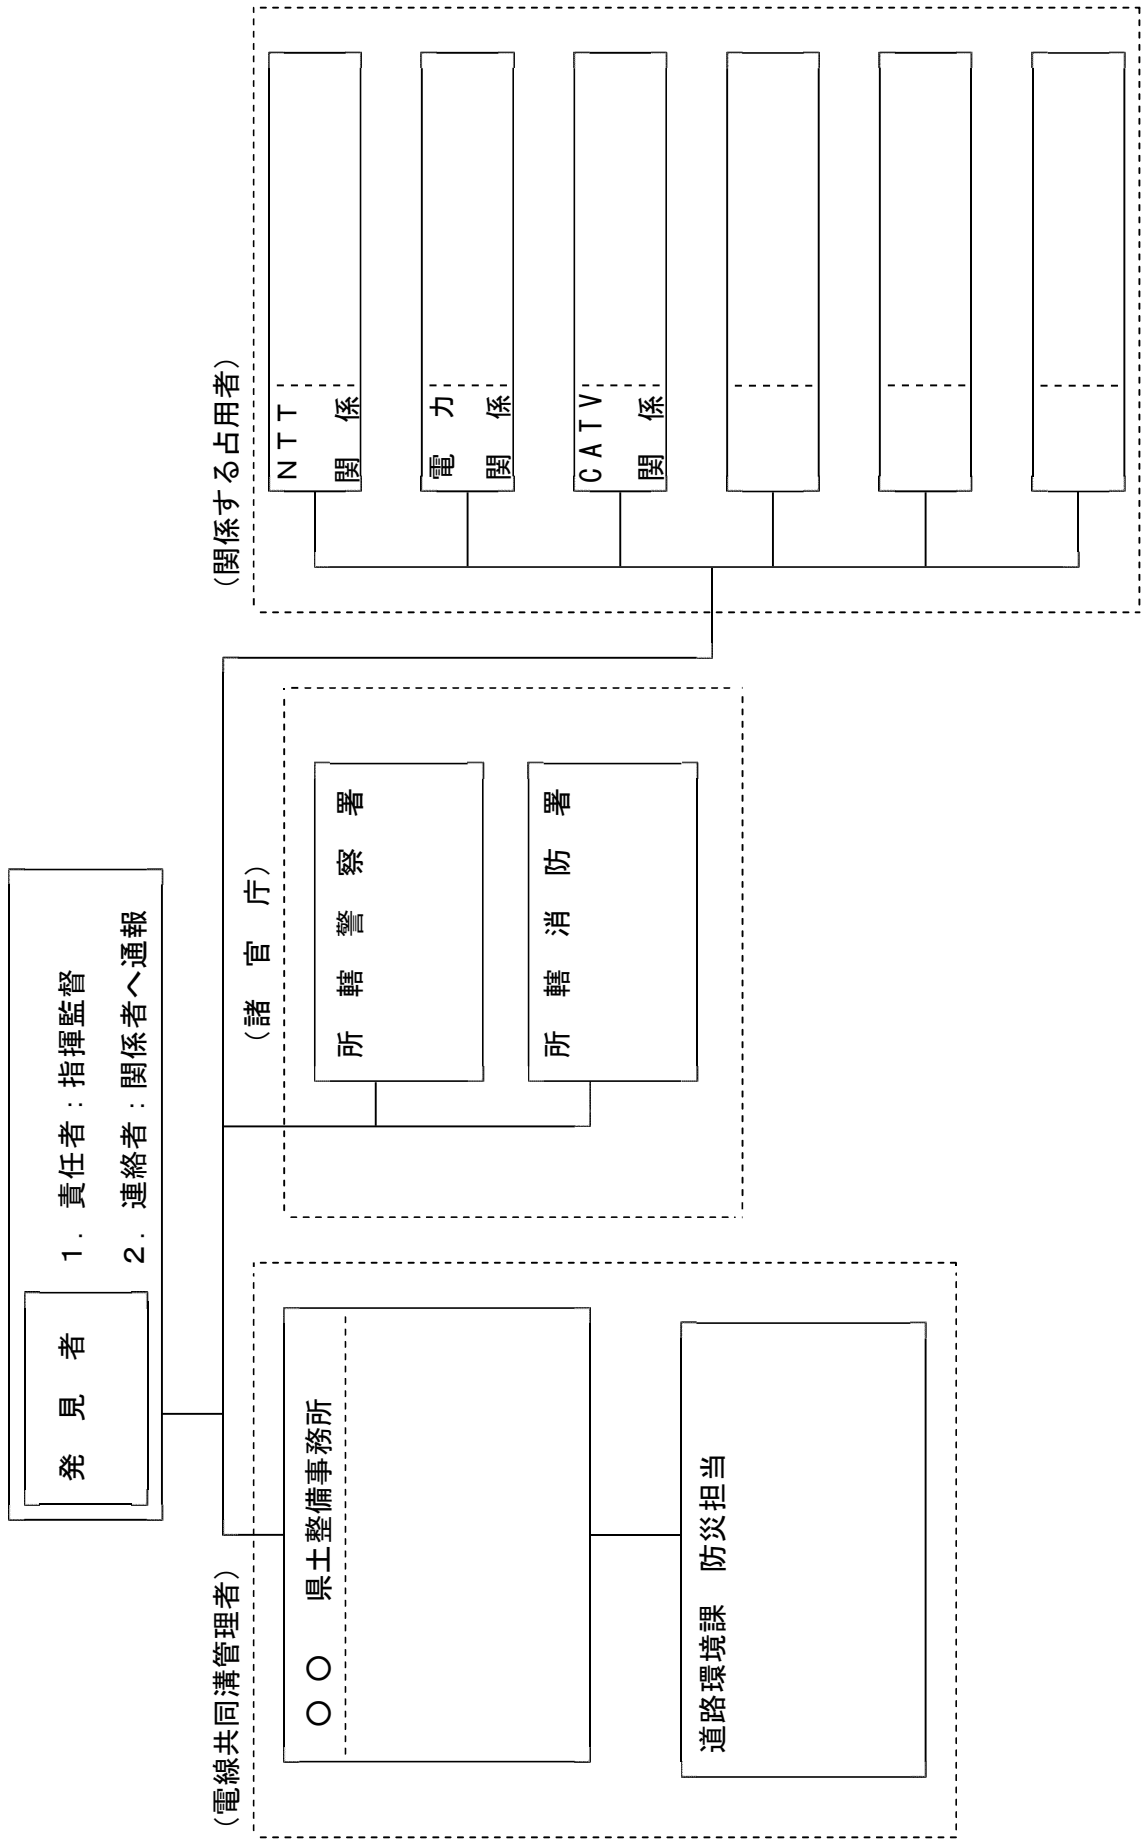 発見者
１．責任者：指揮監督
２．連絡者：関係者へ通報
（電線共同溝管理者）
○○　県土整備事務所
道路環境課　防災担当
（諸官庁）
所轄警察署
所轄消防署
（関係する占用者）
ＮＴＴ
関係
電力
関係
ＣＡＴＶ
関係